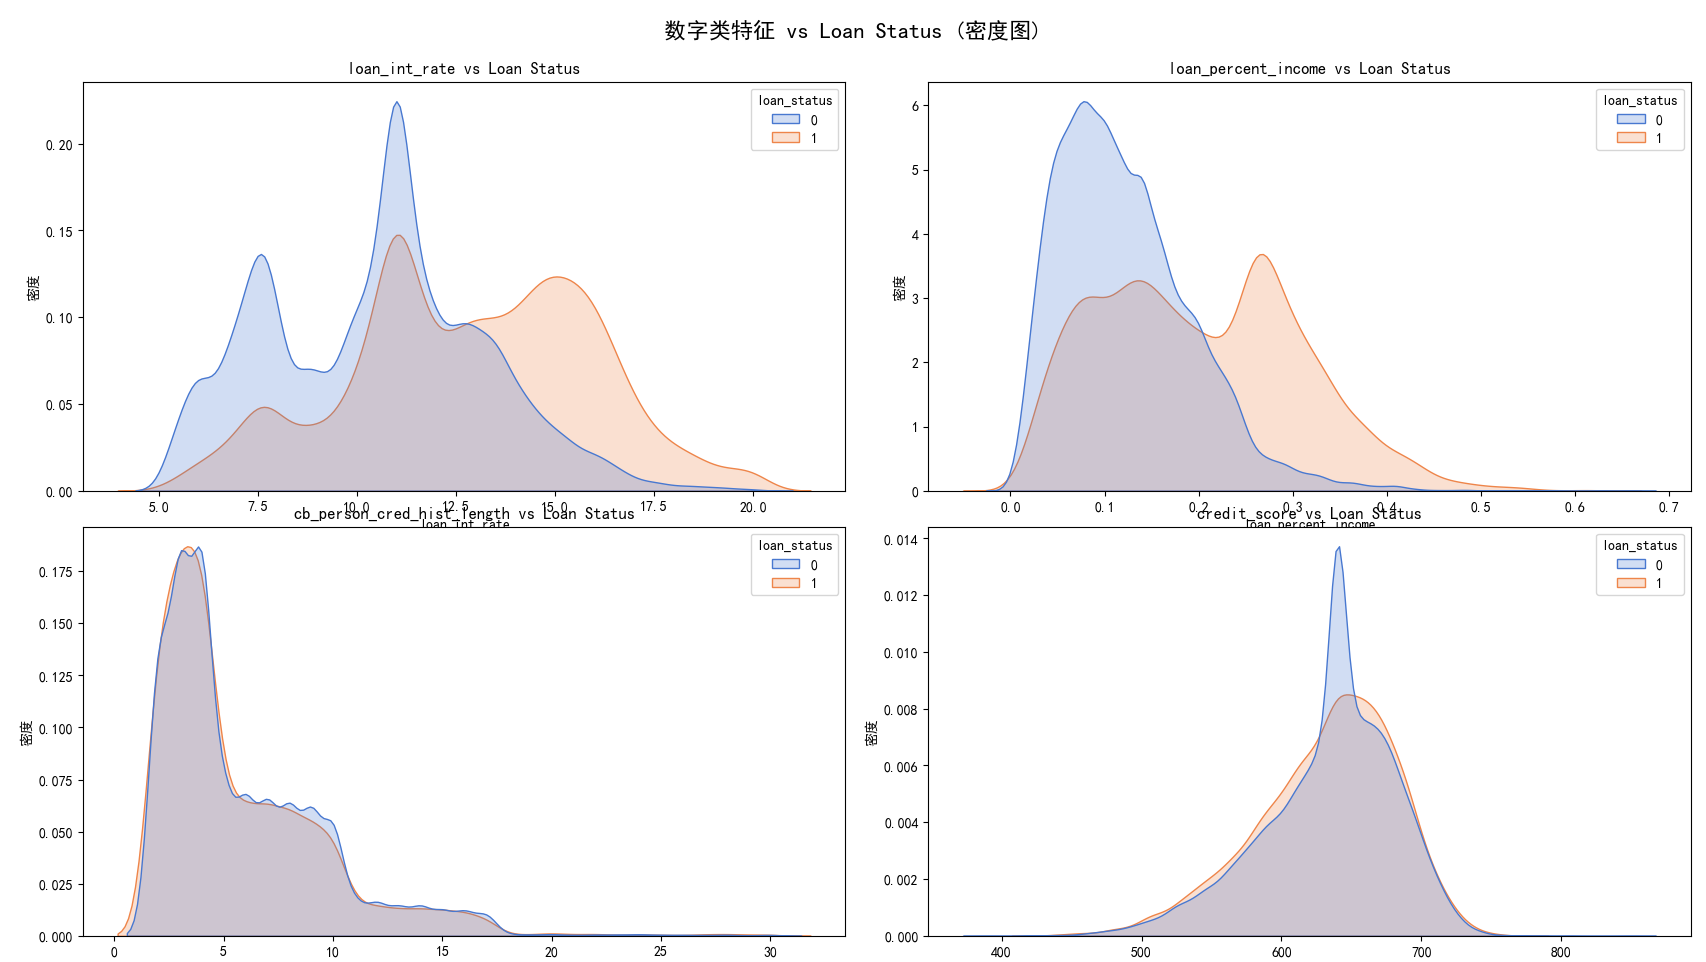 数字类特征 vs Loan Status (密度图)
loan_int_rate vs Loan Status
loan_status
0
1
密度
0.20
0.15
0.10
0.05
0.00
5.0 7.5 10.0 12.5 15.0 17.5 20.0
loan_int_rate
loan_percent_income vs Loan Status
loan_status
0
1
密度
6
5
4
3
2
1
0
0.0 0.1 0.2 0.3 0.4 0.5 0.6 0.7
loan_percent_income
cb_person_cred_hist_length vs Loan Status
loan_status
0
1
密度
0.175
0.150
0.125
0.100
0.075
0.050
0.025
0.000
0 5 10 15 20 25 30
credit_score vs Loan Status
loan_status
0
1
密度
0.014
0.012
0.010
0.008
0.006
0.004
0.002
0.000
400 500 600 700 800